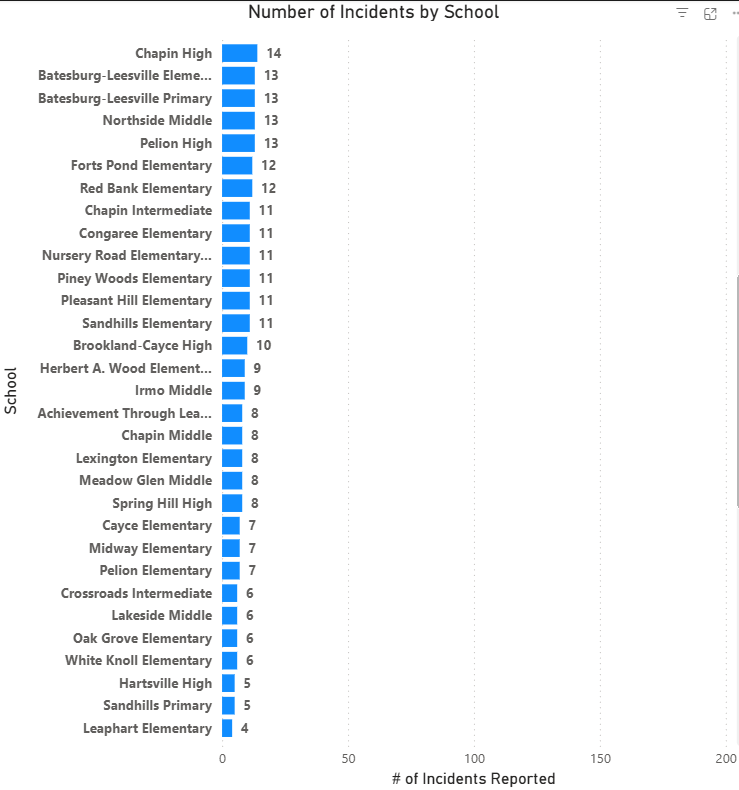 Number of Incidents by School
Chapin High 14
Batesburg-Leesville Eleme... 13
Batesburg-Leesville Primary 13
Northside Middle 13
Pelion High 13
Forts Pond Elementary 12
Red Bank Elementary 12
Chapin Intermediate 11
Congaree Elementary 11
Nursery Road Elementary... 11
Piney Woods Elementary 11
Pleasant Hill Elementary 11
Sandhills Elementary 11
Brookland-Cayce High 10
Herbert A. Wood Element... 9
Irmo Middle 9
Achievement Through Lea... 8
Chapin Middle 8
Lexington Elementary 8
Meadow Glen Middle 8
Spring Hill High 8
Cayce Elementary 7
Midway Elementary 7
Pelion Elementary 7
Crossroads Intermediate 6
Lakeside Middle 6
Oak Grove Elementary 6
White Knoll Elementary 6
Hartsville High 5
Sandhills Primary 5
Leaphart Elementary 4
School
0 50 100 150 200
# of Incidents Reported